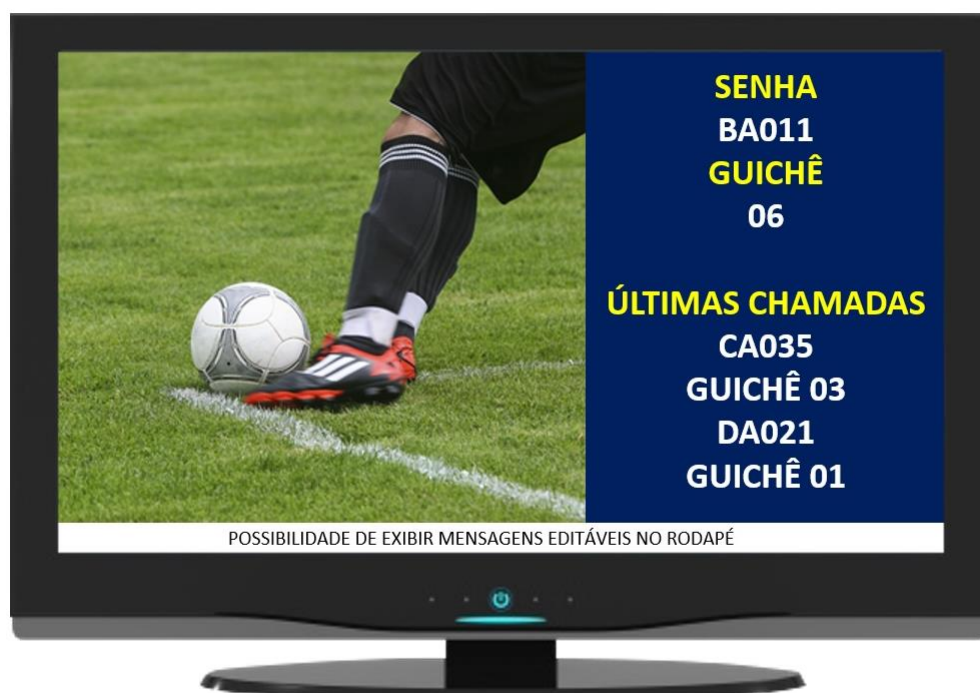 SENHA
BA011
GUICHÊ
06
ÚLTIMAS CHAMADAS
CA035
GUICHÊ 03
DA021
GUICHÊ 01
POSSIBILIDADE DE EXIBIR MENSAGENS EDITÁVEIS NO RODAPÉ